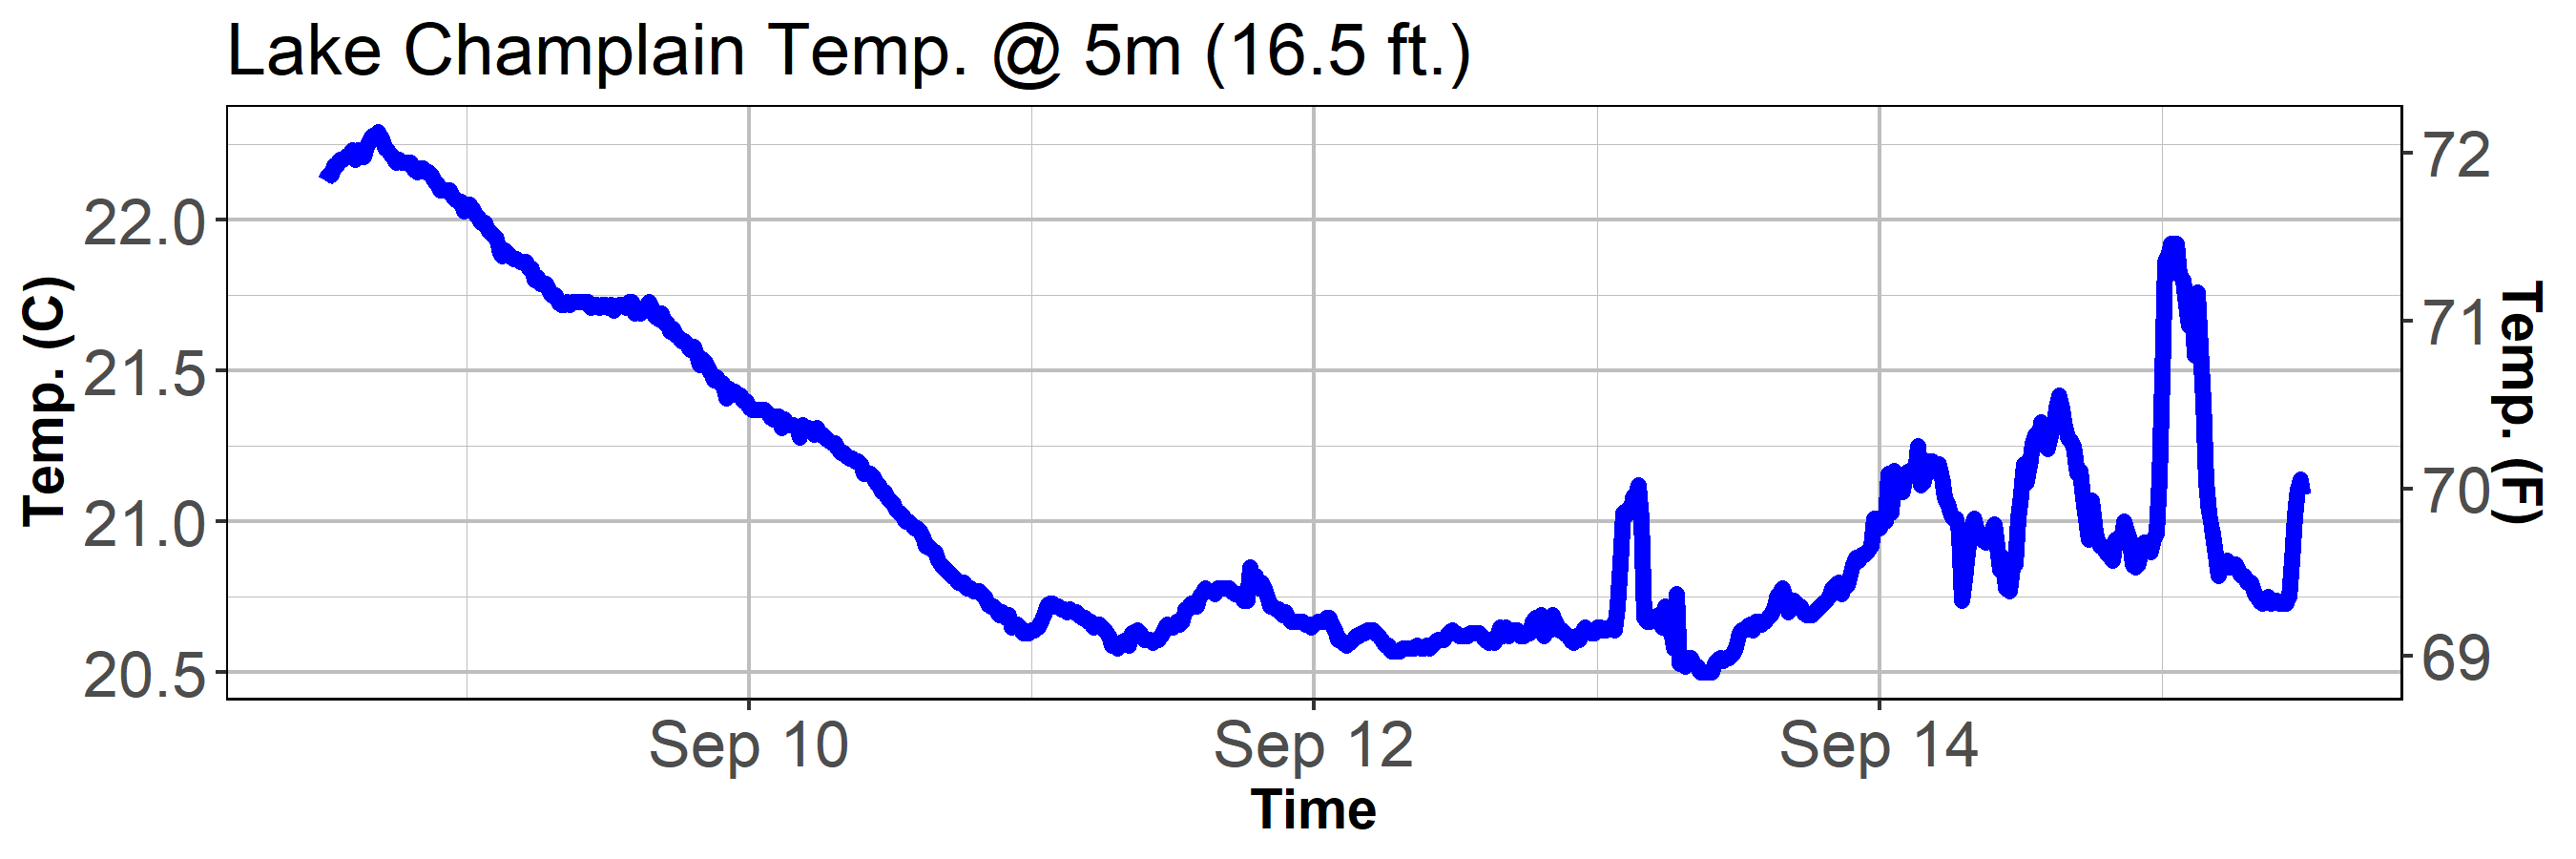 Lake Champlain Temp. @ 5m (16.5 ft.)
Temp. (C)
22.0
21.5
21.0
20.5
72
71
70
69
Temp. (F)
Sep 10
Sep 12
Sep 14
Time